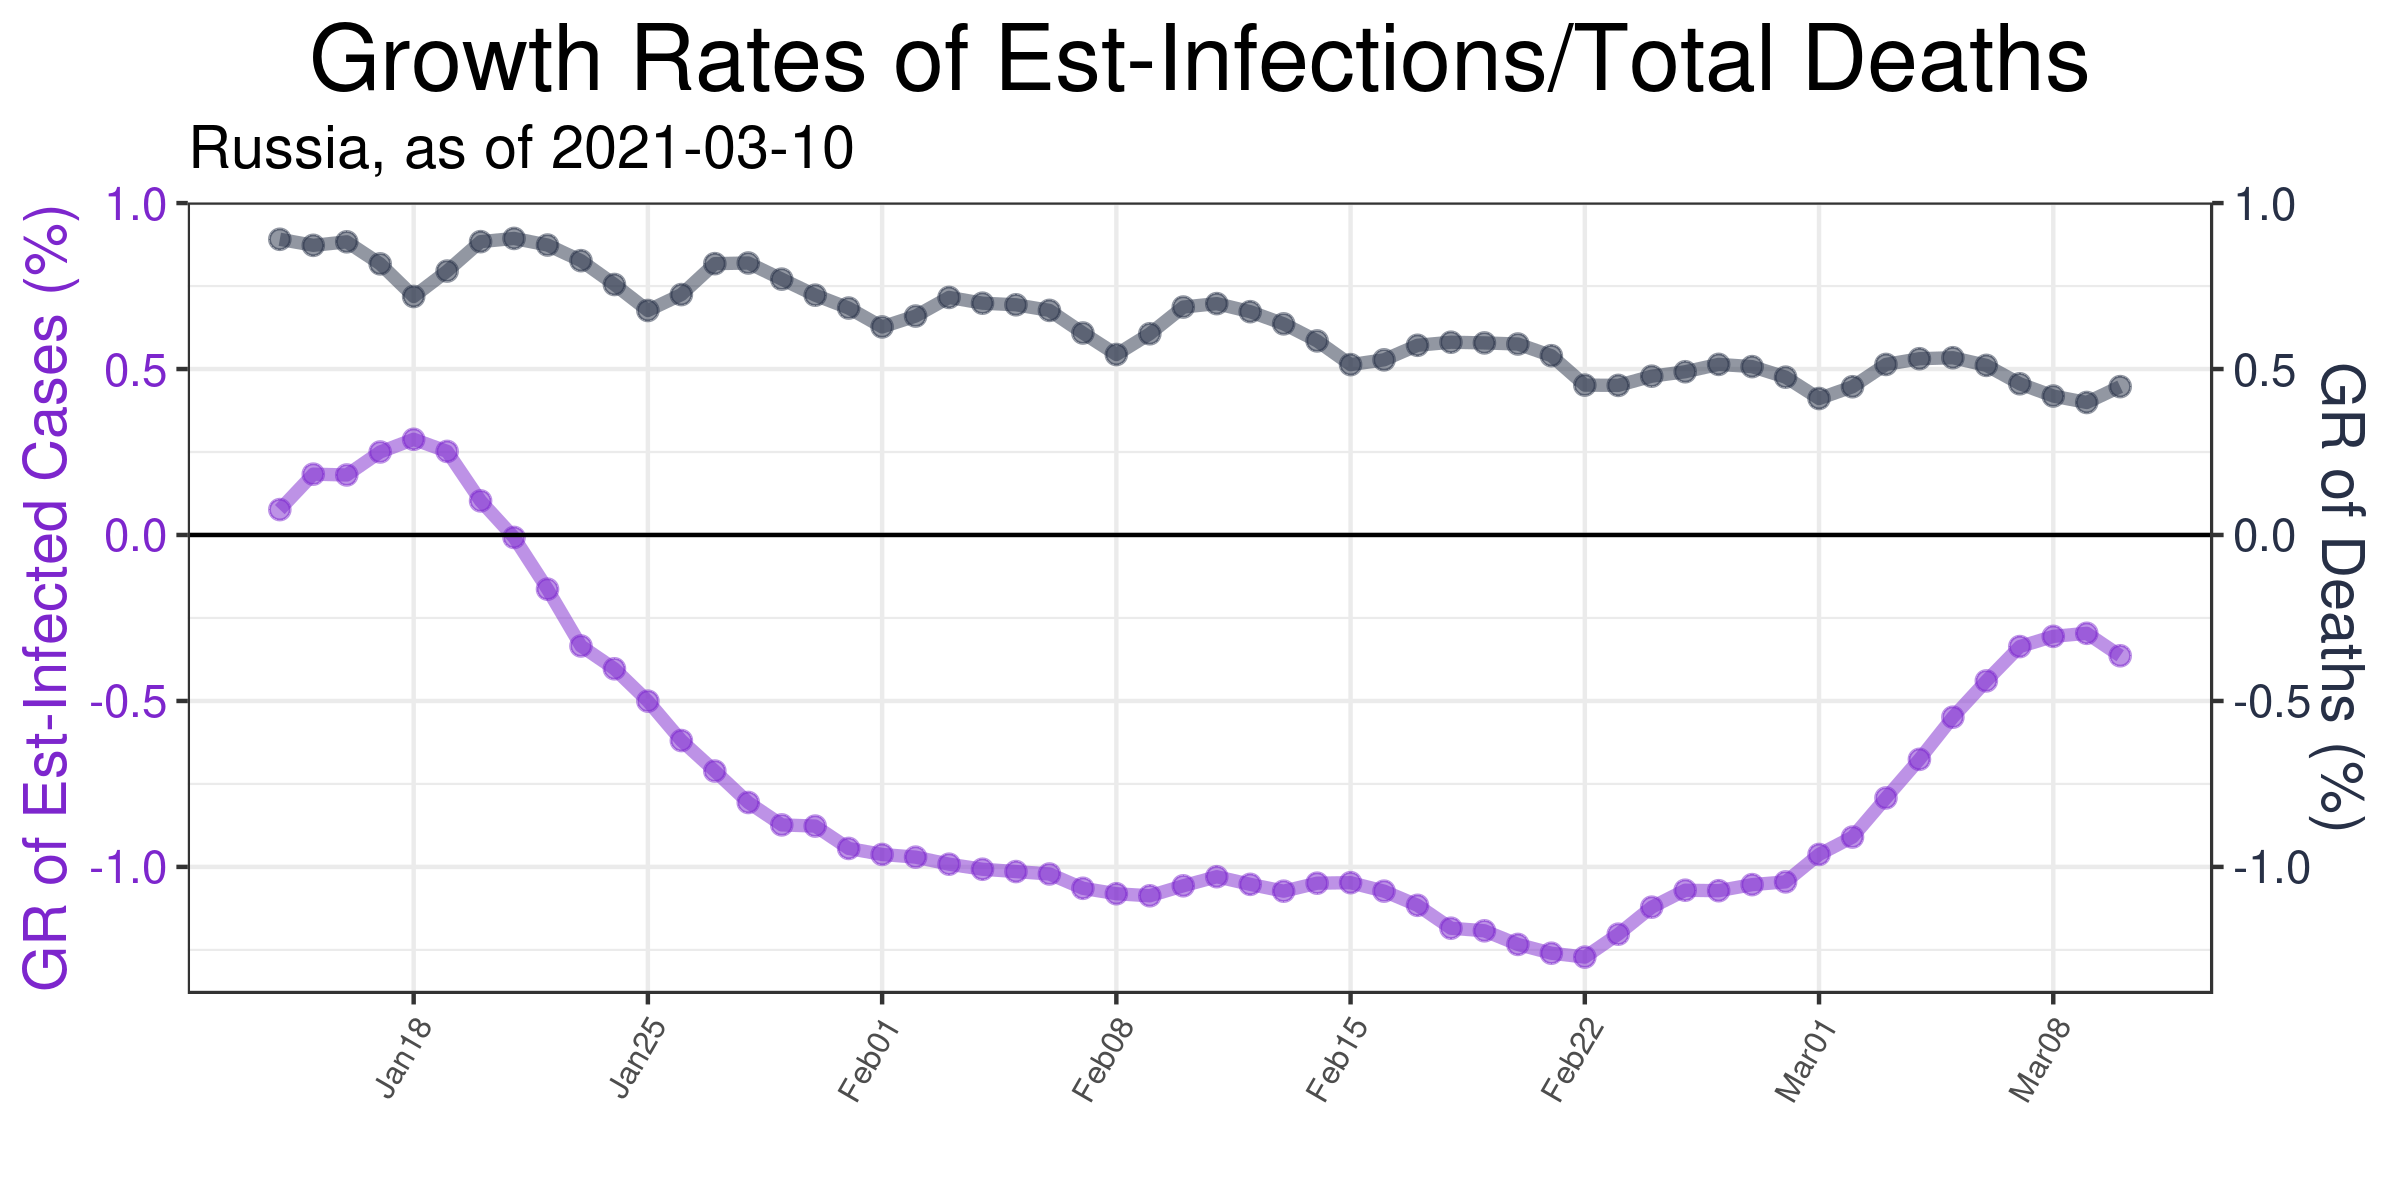 Growth Rates of Est-Infections/Total Deaths
Russia, as of 2021-03-10
GR of Est-Infected Cases (%)
1.0
0.5
0.0
-0.5
-1.0
1.0
0.5
0.0
-0.5
-1.0
GR of Deaths (%)
Jan18
Jan25
Feb01
Feb08
Feb15
Feb22
Mar01
Mar08